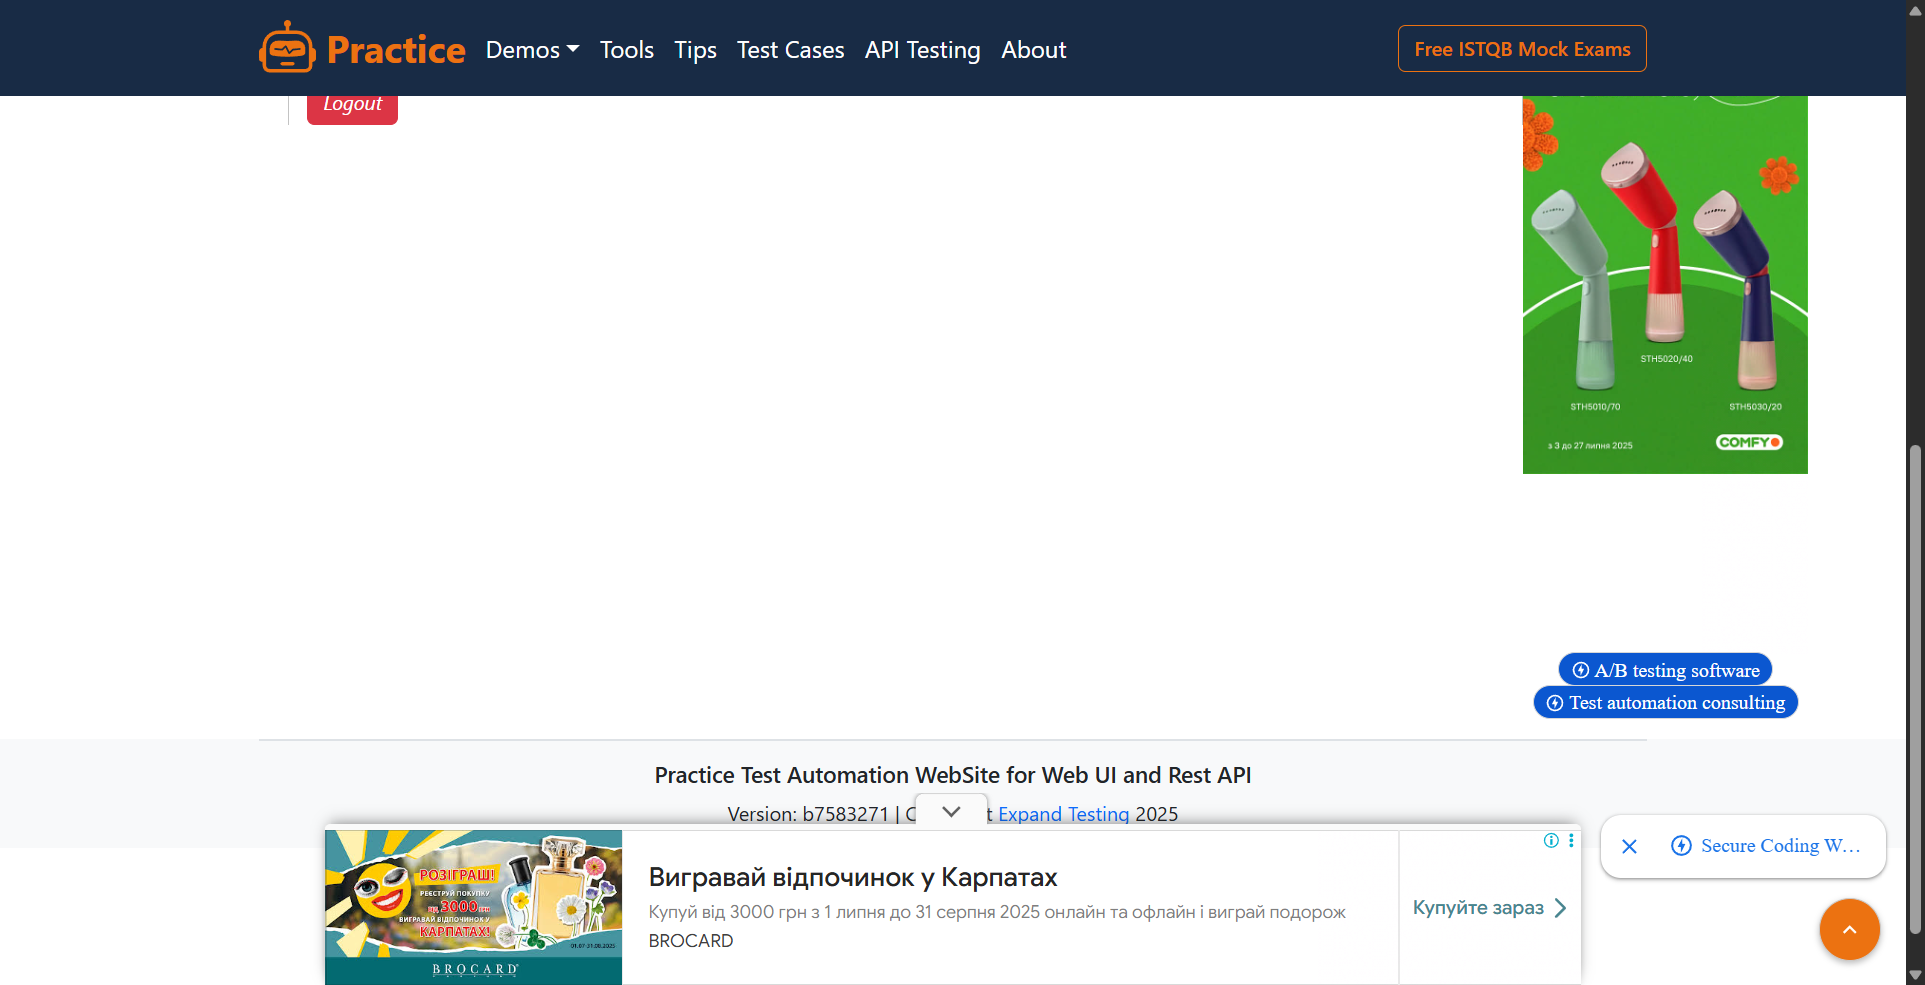 Practice
Demos
Tools
Tips
Test Cases
API Testing
About
Free ISTQB Mock Exams
Logout
STH5020/40
STH5010/70
STH5030/20
з 3 до 27 липня 2025
COMFY
A/B testing software
Test automation consulting
Practice Test Automation WebSite for Web UI and Rest API
Version: b7583271 | C
t Expand Testing 2025
РОЗІГРАШ!
РЕЄСТРУЙ ПОКУПКУ
ВІД 3000 ГРН
ВИГРАВАЙ ВІДПОЧИНОК У
КАРПАТАХ!
01.07-31.08.2025
BROCARD
Вигравай відпочинок у Карпатах
Купуй від 3000 грн з 1 липня до 31 серпня 2025 онлайн та офлайн і виграй подорож
BROCARD
Купуйте зараз
Secure Coding W...